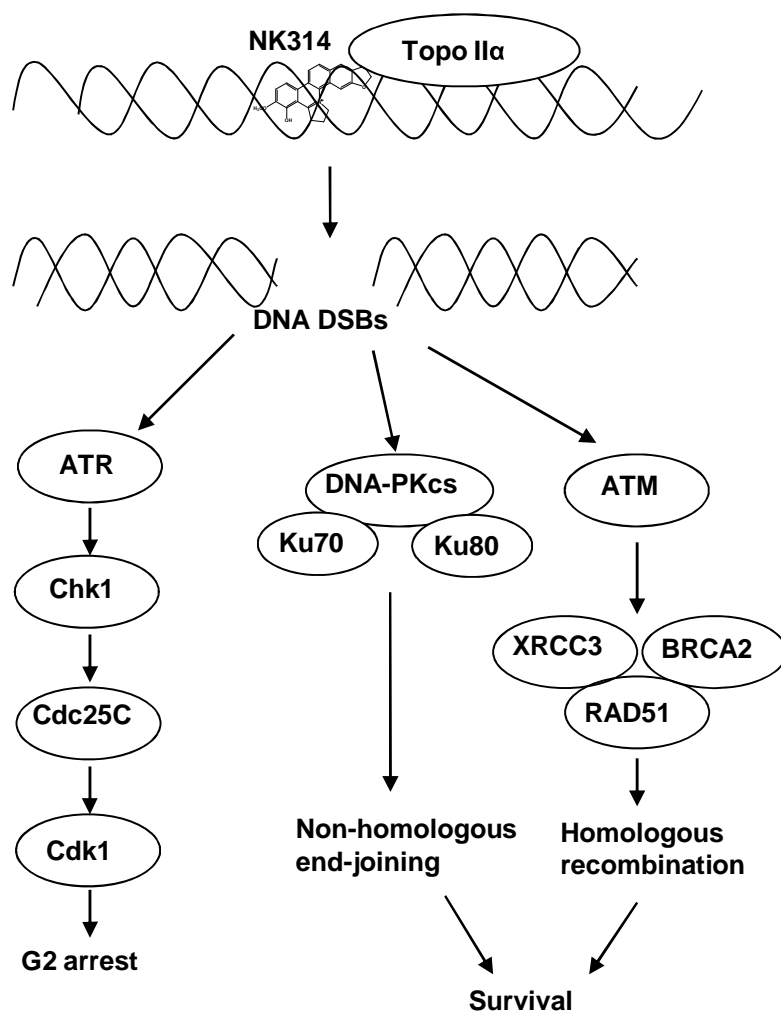 NK314
Topo IIα
OH
DNA DSBs
ATR
DNA-PKcs
ATM
Ku70
Ku80
Chk1
XRCC3
BRCA2
RAD51
Cdc25C
Cdk1
Non-homologous
end-joining
Homologous
recombination
G2 arrest
Survival